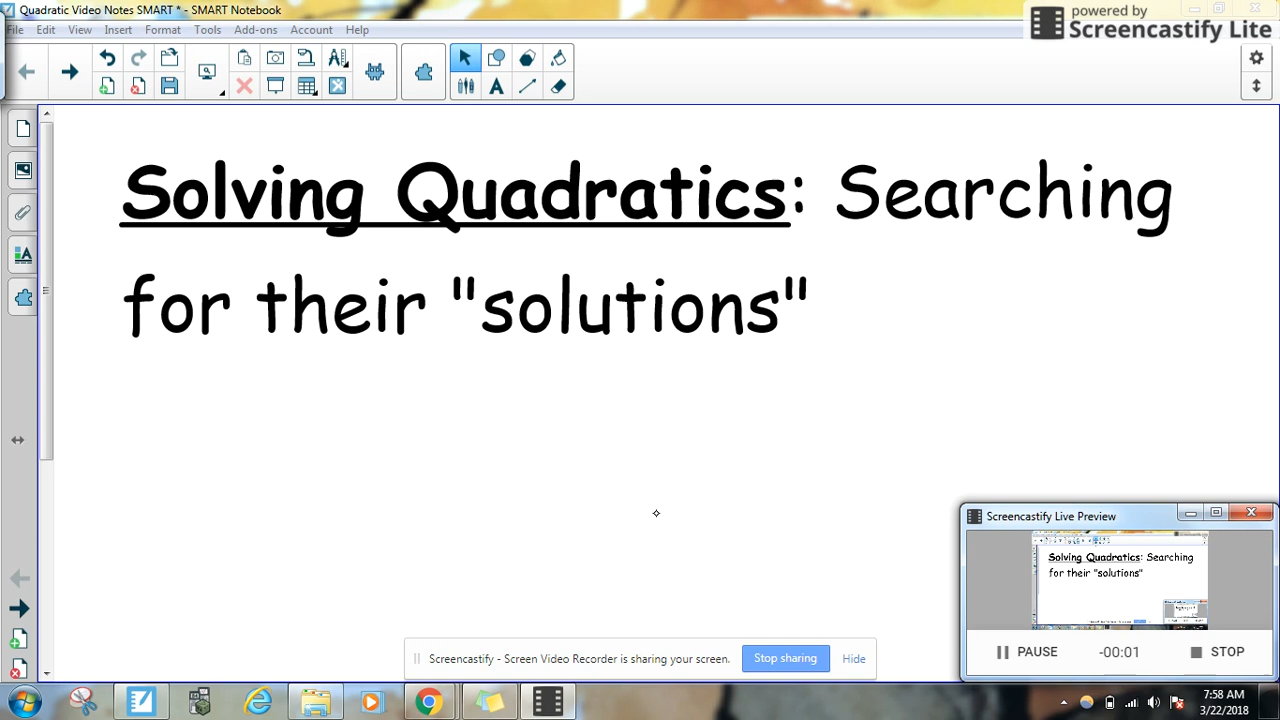 Quadratic Video Notes SMART * - SMART Notebook
powered by
Screencastify Lite
File Edit View Insert Format Tools Add-ons Account Help
Solving Quadratics: Searching
for their "solutions"
Screencastify Live Preview
Solving Quadratics: Searching
for their "solutions"
PAUSE -00:01 STOP
Screencastify - Screen Video Recorder is sharing your screen. Stop sharing Hide
7:58 AM
3/22/2018